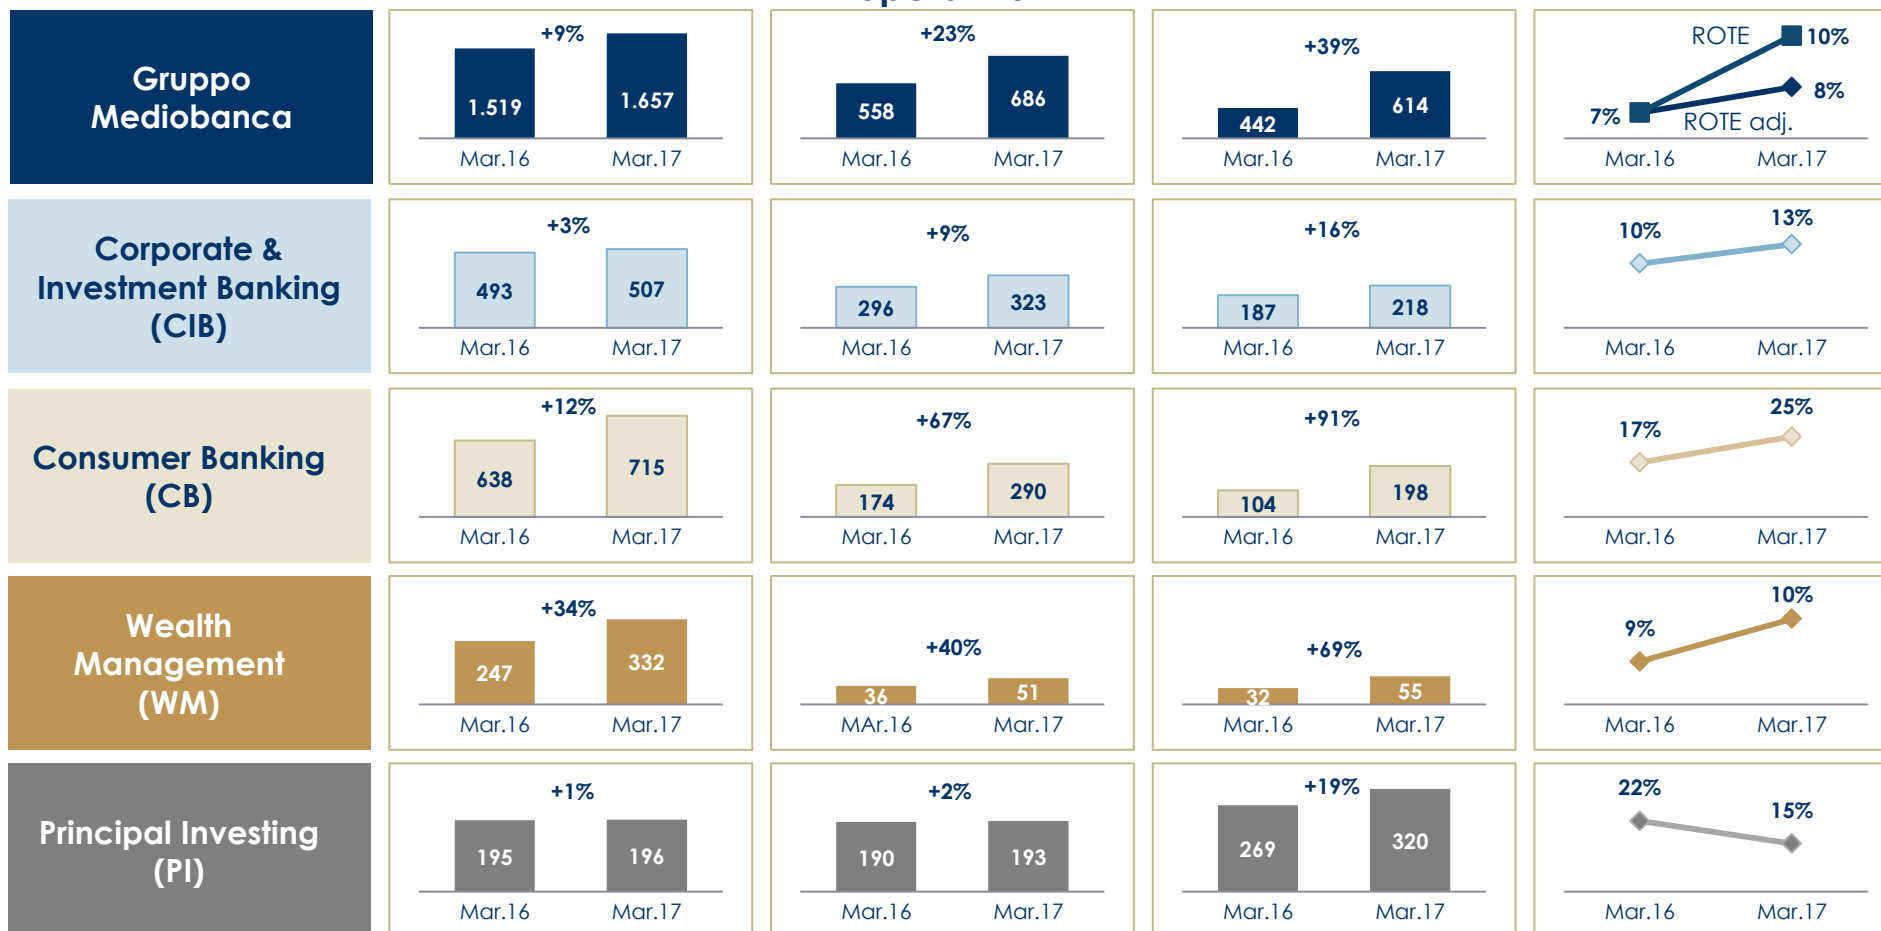 Gruppo
Mediobanca
+9%
1.519
1.657
Mar.16 Mar.17
+23%
558
686
Mar.16 Mar.17
+39%
442
614
Mar.16 Mar.17
ROTE
10%
8%
7%
ROTE adj.
Mar.16 Mar.17
Corporate &
Investment Banking
(CIB)
+3%
493
507
Mar.16 Mar.17
+9%
296
323
Mar.16 Mar.17
+16%
187
218
Mar.16 Mar.17
10%
13%
Mar.16 Mar.17
Consumer Banking
(CB)
+12%
638
715
Mar.16 Mar.17
+67%
174
290
Mar.16 Mar.17
+91%
104
198
Mar.16 Mar.17
17%
25%
Mar.16 Mar.17
Wealth
Management
(WM)
+34%
247
332
Mar.16 Mar.17
+40%
36
51
MAr.16 Mar.17
+69%
32
55
Mar.16 Mar.17
9%
10%
Mar.16 Mar.17
Principal Investing
(PI)
+1%
195
196
Mar.16 Mar.17
+2%
190
193
Mar.16 Mar.17
+19%
269
320
Mar.16 Mar.17
22%
15%
Mar.16 Mar.17